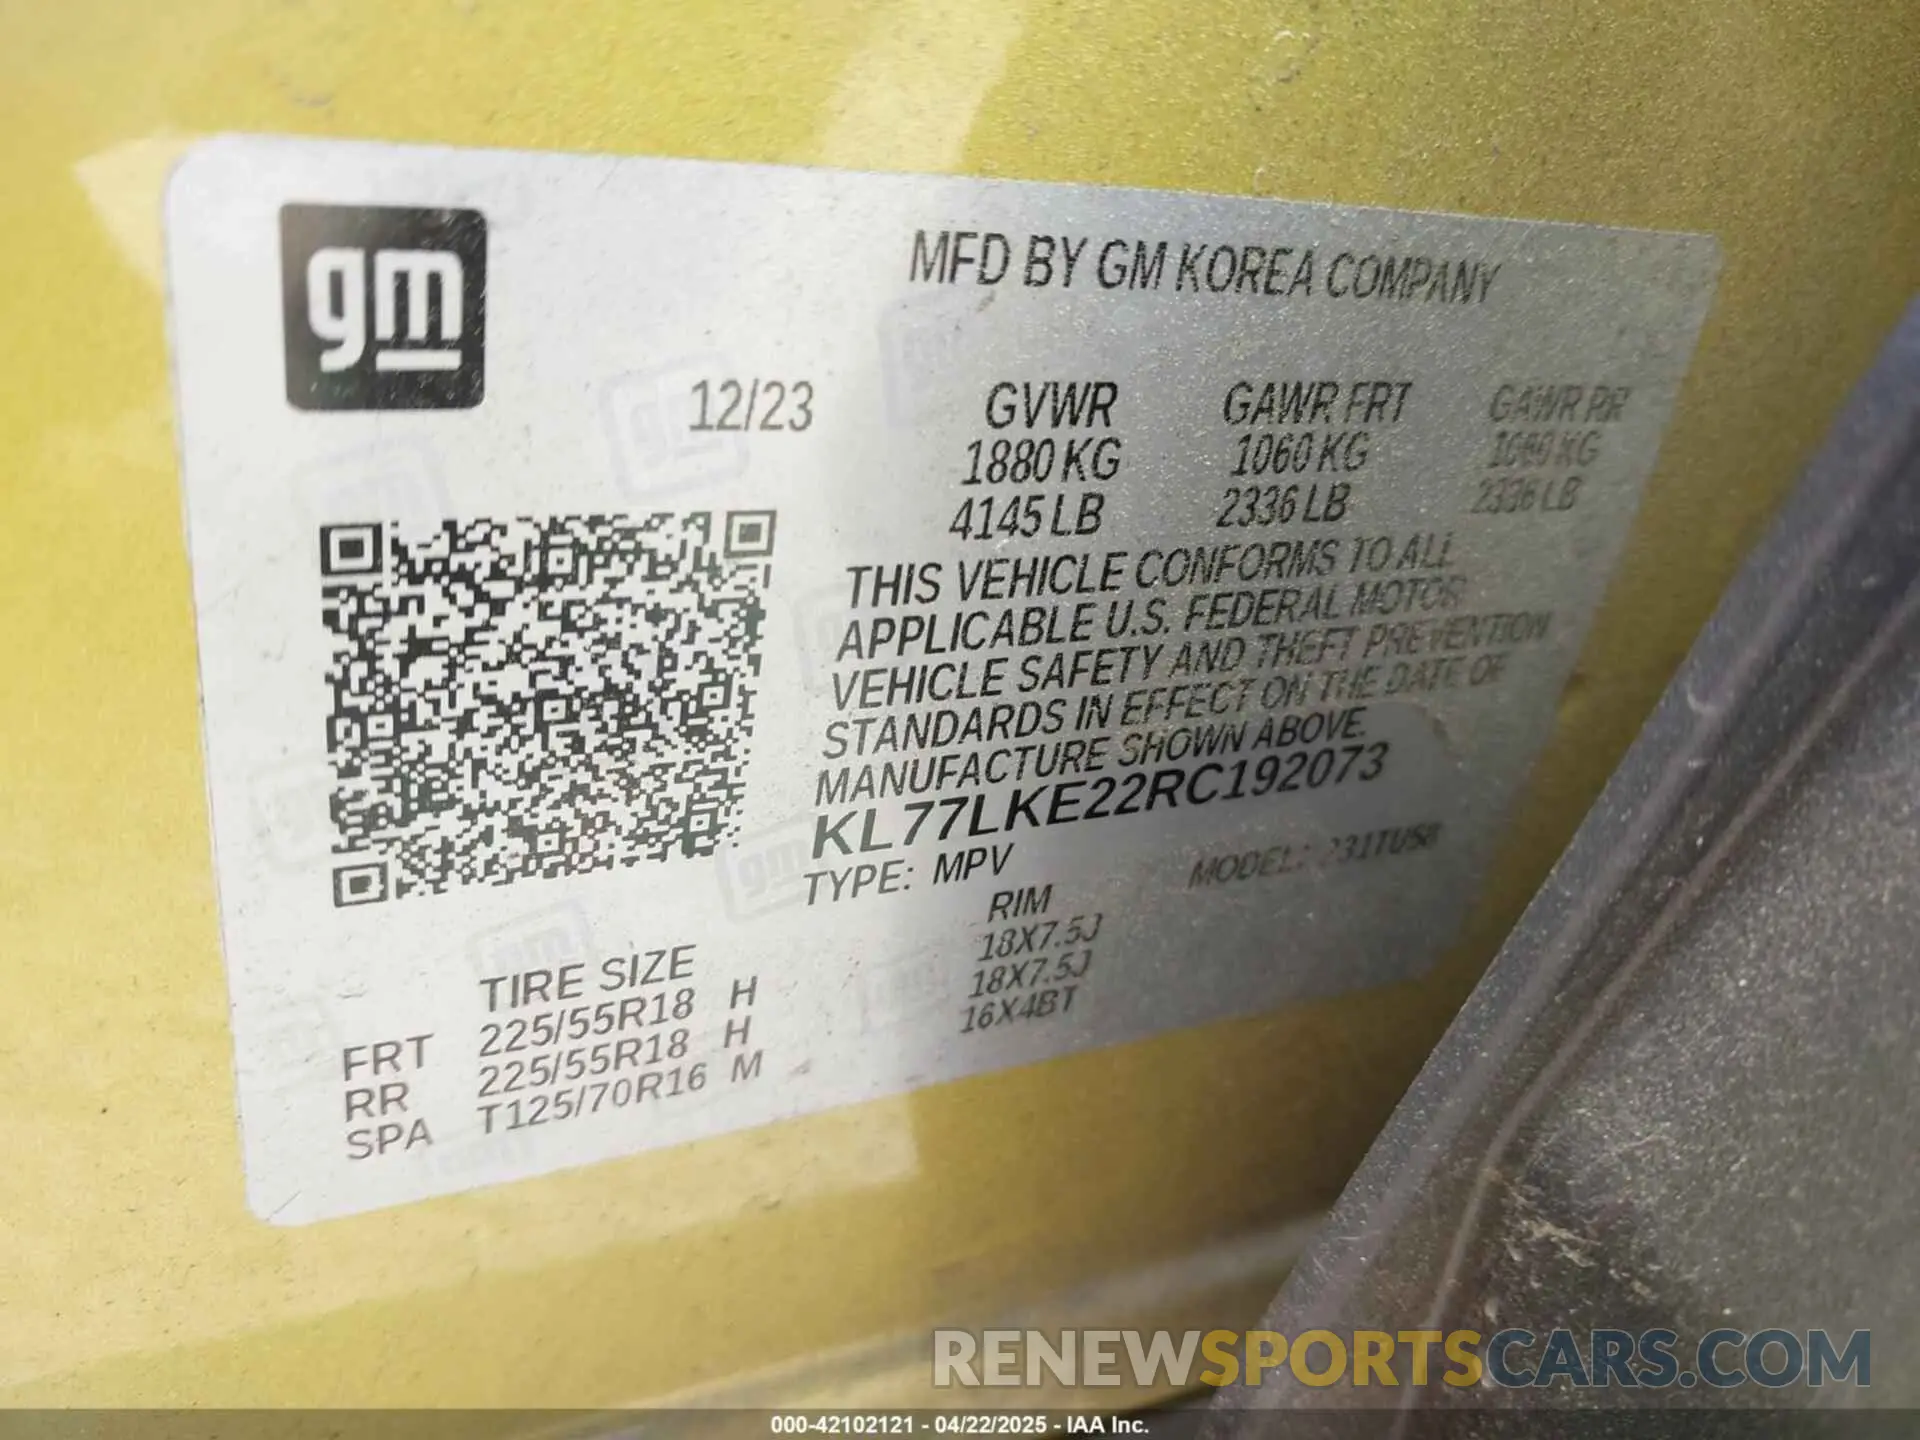 gm
MFD BY GM KOREA COMPANY
12/23
GVWR GAWR FRT GAWR RR
1880 KG 1060 KG 1060 KG
4145 LB 2336 LB 2336 LB
THIS VEHICLE CONFORMS TO ALL
APPLICABLE U.S. FEDERAL MOTOR
VEHICLE SAFETY AND THEFT PREVENTION
STANDARDS IN EFFECT ON THE DATE OF
MANUFACTURE SHOWN ABOVE.
KL77LKE22RC192073
TYPE: MPV MODEL:
TIRE SIZE RIM
FRT 225/55R18 H 18X7.5J
RR 225/55R18 H 18X7.5J
SPA T125/70R16 M 16X4BT
RENEWSPORTSCARS.COM
000-42102121 - 04/22/2025 - IAA Inc.